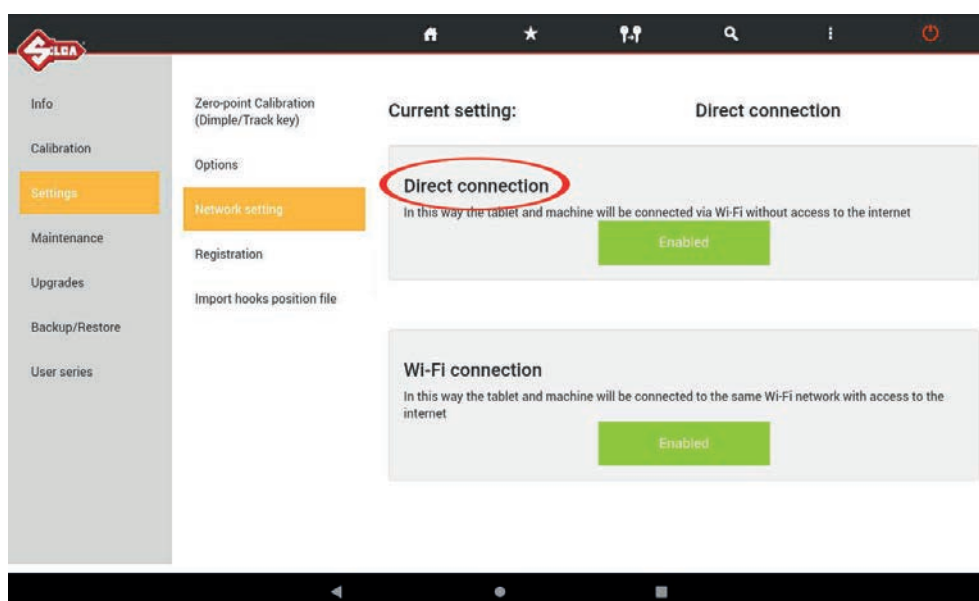 SILCA
Info
Calibration
Settings
Maintenance
Upgrades
Backup/Restore
User series
Zero-point Calibration
(Dimple/Track key)
Options
Network setting
Registration
Import hooks position file
Current setting:
Direct connection
Direct connection
In this way the tablet and machine will be connected via Wi-Fi without access to the internet
Enabled
Wi-Fi connection
In this way the tablet and machine will be connected to the same Wi-Fi network with access to the
internet
Enabled